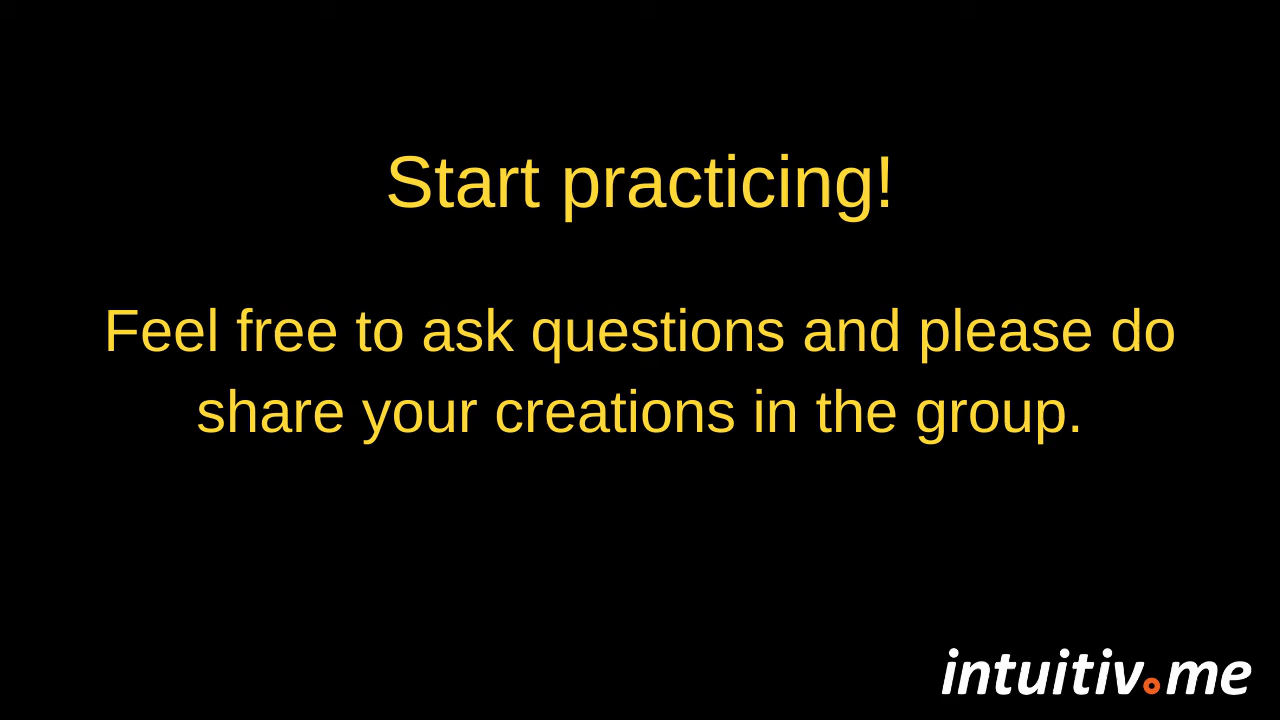 Start practicing!
Feel free to ask questions and please do
share your creations in the group.
intuitiv.me